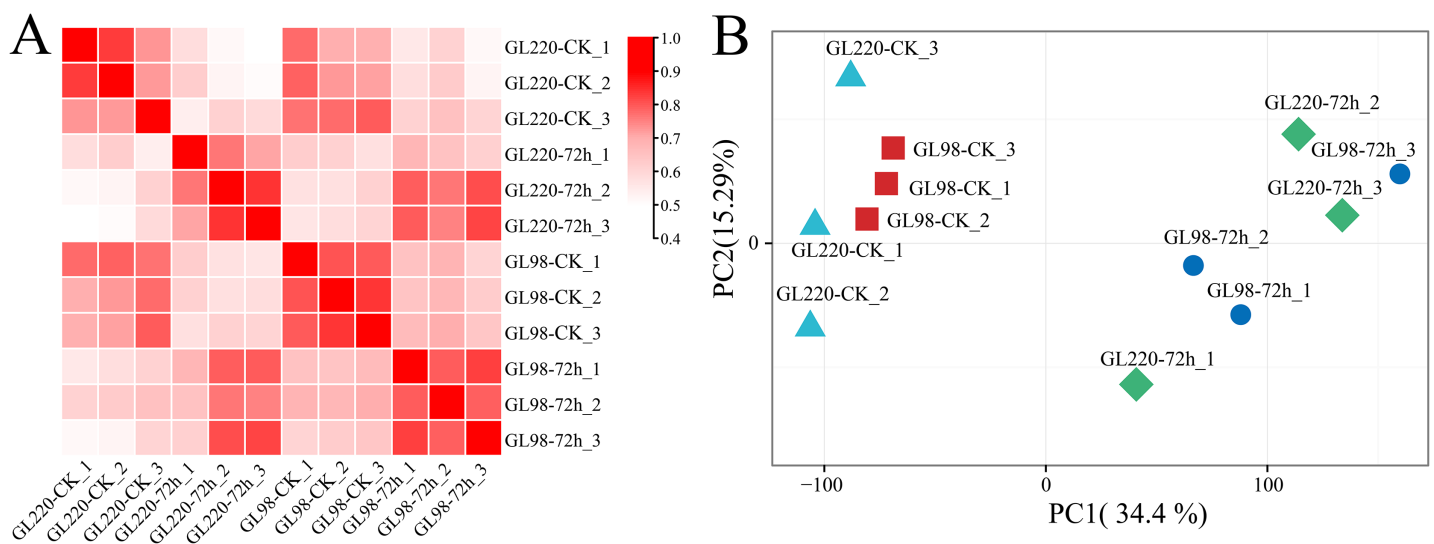 A
GL220-CK_1
GL220-CK_2
GL220-CK_3
GL220-72h_1
GL220-72h_2
GL220-72h_3
GL98-CK_1
GL98-CK_2
GL98-CK_3
GL98-72h_1
GL98-72h_2
GL98-72h_3
1.0
0.9
0.8
0.7
0.6
0.5
0.4
GL220-CK_1
GL220-CK_2
GL220-CK_3
GL220-72h_1
GL220-72h_2
GL220-72h_3
GL98-CK_1
GL98-CK_2
GL98-CK_3
GL98-72h_1
GL98-72h_2
GL98-72h_3
B
GL220-CK_3
GL220-72h_2
GL98-CK_3
GL98-72h_3
GL98-CK_1
GL220-72h_3
GL98-CK_2
GL98-72h_2
GL220-CK_1
GL220-CK_2
GL98-72h_1
GL220-72h_1
PC2(15.29%)
0
−100
0
100
PC1( 34.4 %)